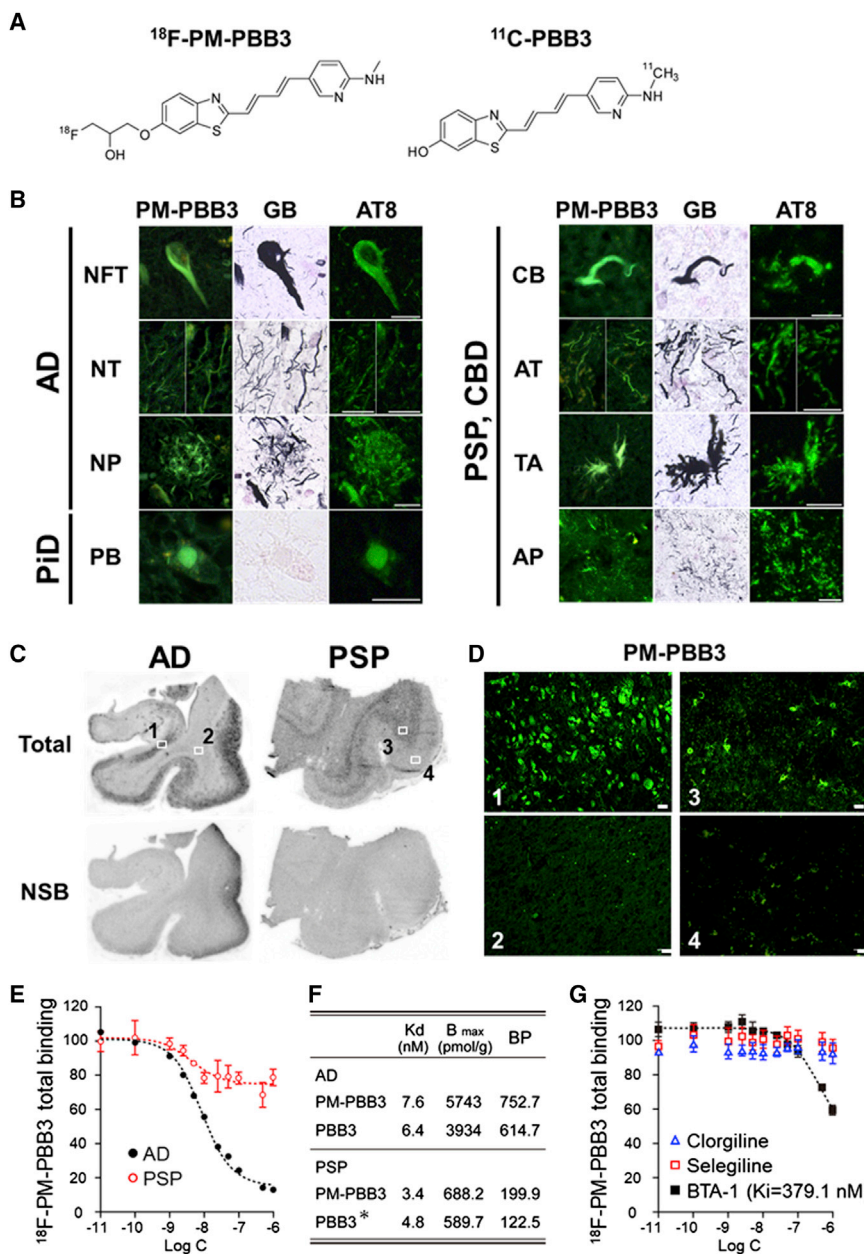 A
18F-PM-PBB3 11C-PBB3
18F OH O N S N NH
HO N S N NH 11CH3
B
PM-PBB3 GB AT8
AD
NFT
NT
NP
PiD
PB
PM-PBB3 GB AT8
PSP, CBD
CB
AT
TA
AP
C
AD PSP
Total
1 2 3 4
NSB
D
PM-PBB3
1 3
2 4
E
18F-PM-PBB3 total binding
120
100
80
60
40
20
0
AD
PSP
-11 -10 -9 -8 -7 -6
Log C
F
Kd (nM) B max (pmol/g) BP
AD
PM-PBB3 7.6 5743 752.7
PBB3 6.4 3934 614.7
PSP
PM-PBB3 3.4 688.2 199.9
PBB3* 4.8 589.7 122.5
G
18F-PM-PBB3 total binding
120
100
80
60
40
20
0
Clorgiline
Selegiline
BTA-1 (Ki=379.1 nM
-11 -10 -9 -8 -7 -6
Log C